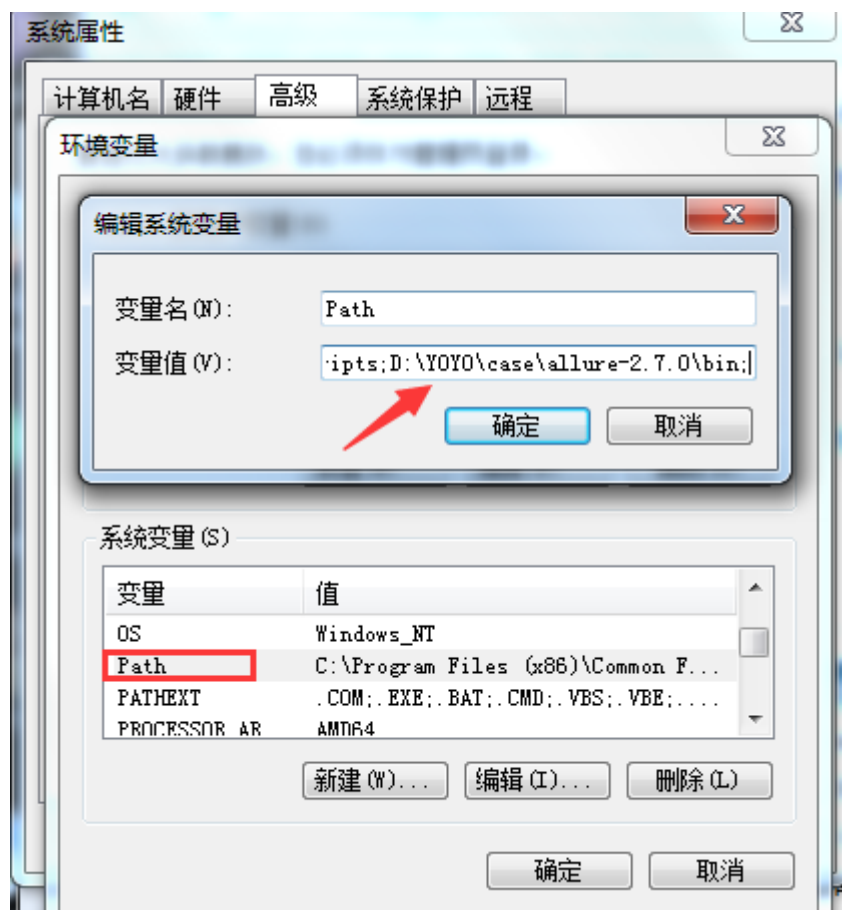 系统属性
计算机名 硬件 高级 系统保护 远程
环境变量
编辑系统变量
变量名(N): Path
变量值(V): ipts;D:\YOYO\case\allure-2.7.0\bin;
确定 取消
系统变量(S)
变量 值
OS Windows_NT
Path C:\Program Files (x86)\Common F...
PATHEXT .COM;.EXE;.BAT;.CMD;.VBS;.VBE;....
PROCESSOR_AR AMD64
新建(W)... 编辑(I)... 删除(L)
确定 取消